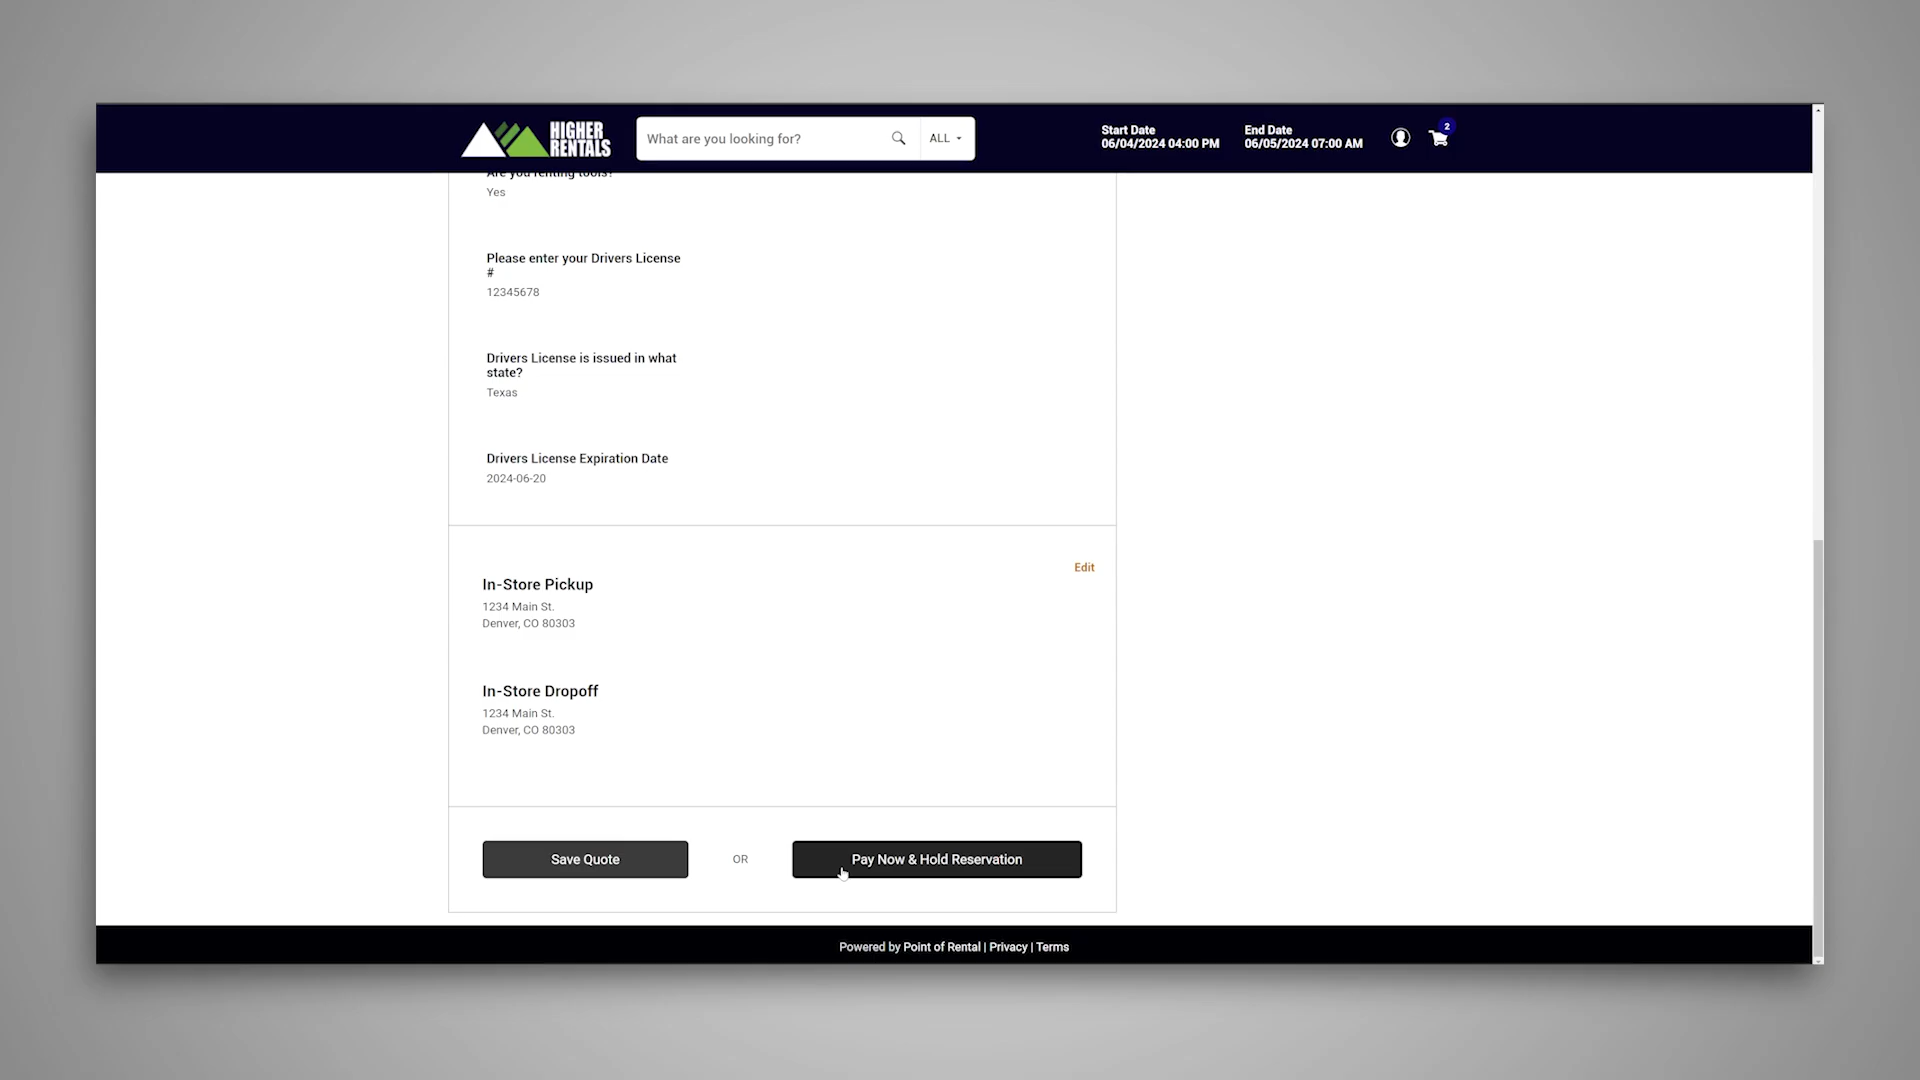 HIGHER
RENTALS
What are you looking for?
ALL
Start Date
06/04/2024 04:00 PM
End Date
06/05/2024 07:00 AM
2
Are you renting tools?
Yes
Please enter your Drivers License
#
12345678
Drivers License is issued in what
state?
Texas
Drivers License Expiration Date
2024-06-20
Edit
In-Store Pickup
1234 Main St.
Denver, CO 80303
In-Store Dropoff
1234 Main St.
Denver, CO 80303
Save Quote
OR
Pay Now & Hold Reservation
Powered by Point of Rental | Privacy | Terms